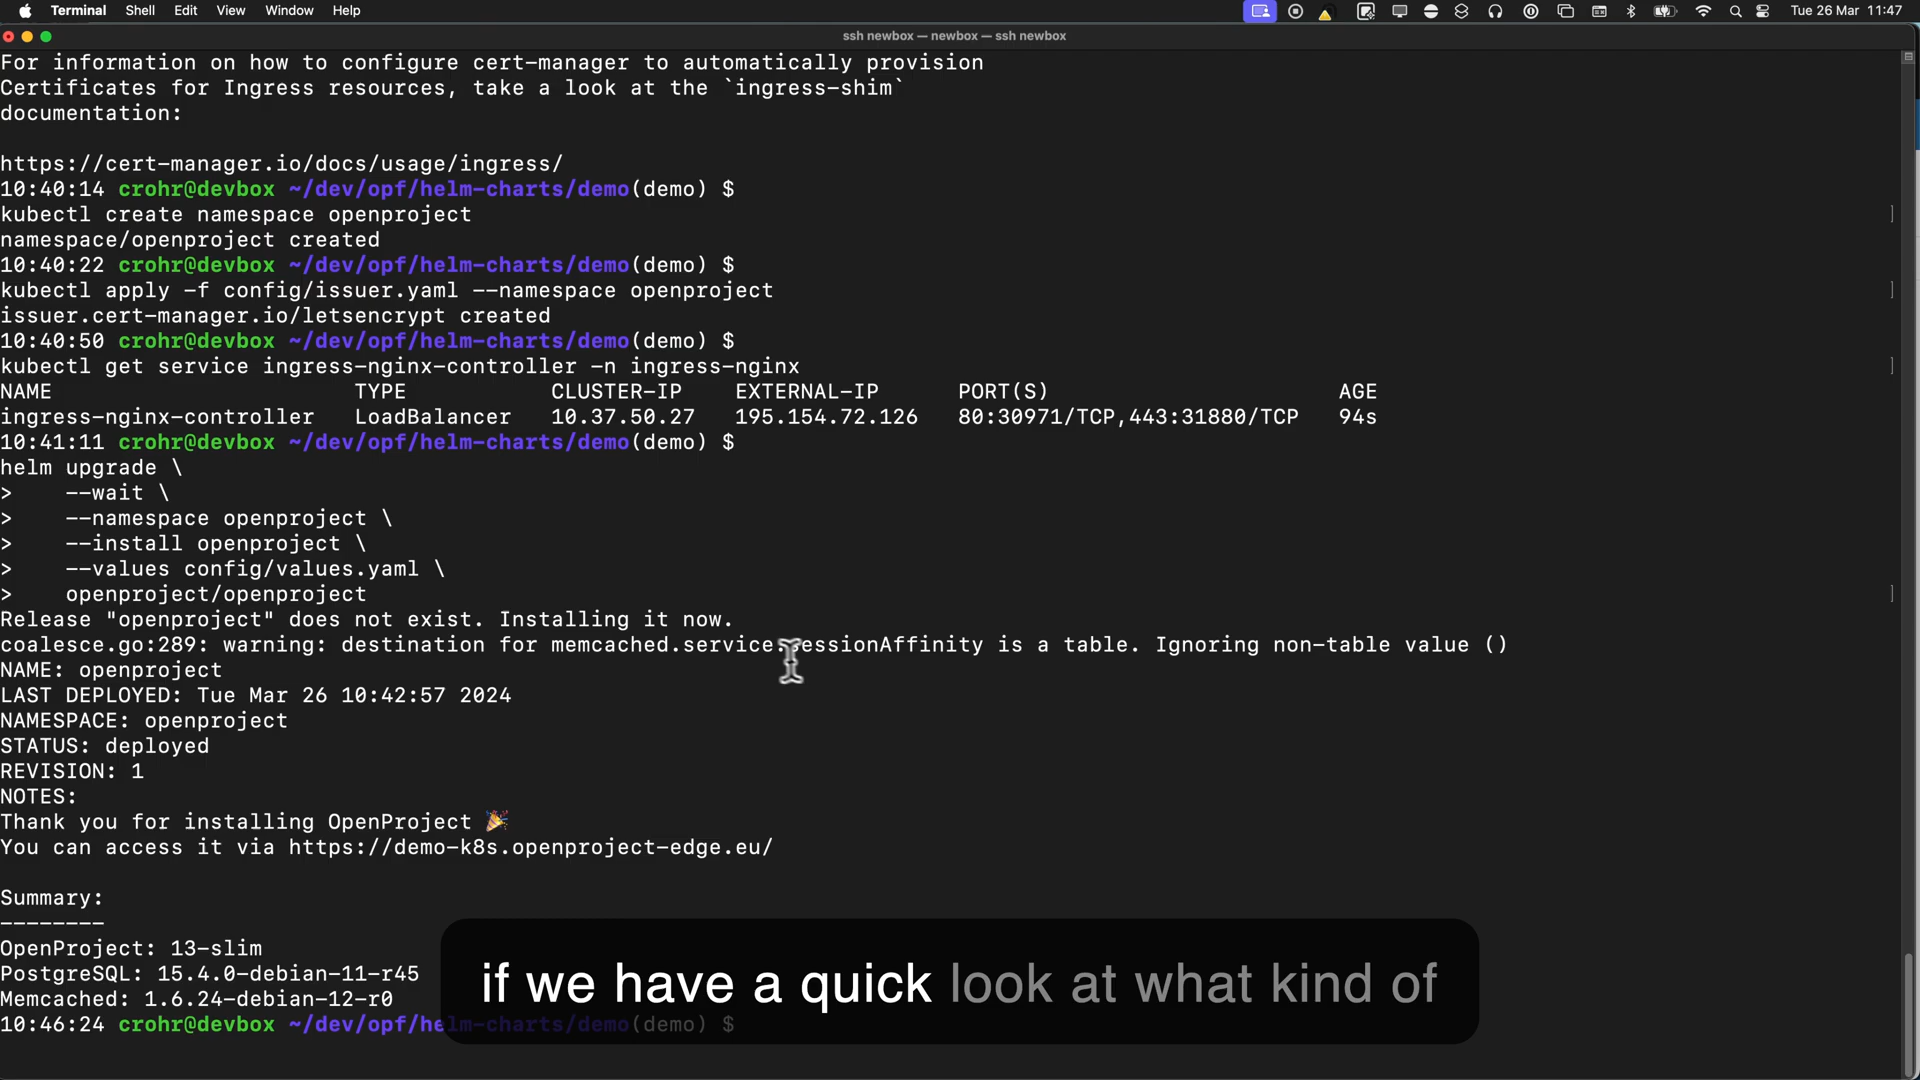 Terminal Shell Edit View Window Help Tue 26 Mar 11:47
ssh newbox — newbox — ssh newbox
For information on how to configure cert-manager to automatically provision
Certificates for Ingress resources, take a look at the `ingress-shim`
documentation:
https://cert-manager.io/docs/usage/ingress/
10:40:14 crohr@devbox ~/dev/opf/helm-charts/demo(demo) $
kubectl create namespace openproject ]
namespace/openproject created
10:40:22 crohr@devbox ~/dev/opf/helm-charts/demo(demo) $
kubectl apply -f config/issuer.yaml --namespace openproject ]
issuer.cert-manager.io/letsencrypt created
10:40:50 crohr@devbox ~/dev/opf/helm-charts/demo(demo) $
kubectl get service ingress-nginx-controller -n ingress-nginx ]
NAME TYPE CLUSTER-IP EXTERNAL-IP PORT(S) AGE
ingress-nginx-controller LoadBalancer 10.37.50.27 195.154.72.126 80:30971/TCP,443:31880/TCP 94s
10:41:11 crohr@devbox ~/dev/opf/helm-charts/demo(demo) $
helm upgrade \
> --wait \
> --namespace openproject \
> --install openproject \
> --values config/values.yaml \
> openproject/openproject ]
Release "openproject" does not exist. Installing it now.
coalesce.go:289: warning: destination for memcached.service.sessionAffinity is a table. Ignoring non-table value ()
NAME: openproject
LAST DEPLOYED: Tue Mar 26 10:42:57 2024
NAMESPACE: openproject
STATUS: deployed
REVISION: 1
NOTES:
Thank you for installing OpenProject 🎉
You can access it via https://demo-k8s.openproject-edge.eu/
Summary:
--------
OpenProject: 13-slim
PostgreSQL: 15.4.0-debian-11-r45
Memcached: 1.6.24-debian-12-r0
10:46:24 crohr@devbox ~/dev/opf/helm-charts/demo(demo) $
if we have a quick look at what kind of